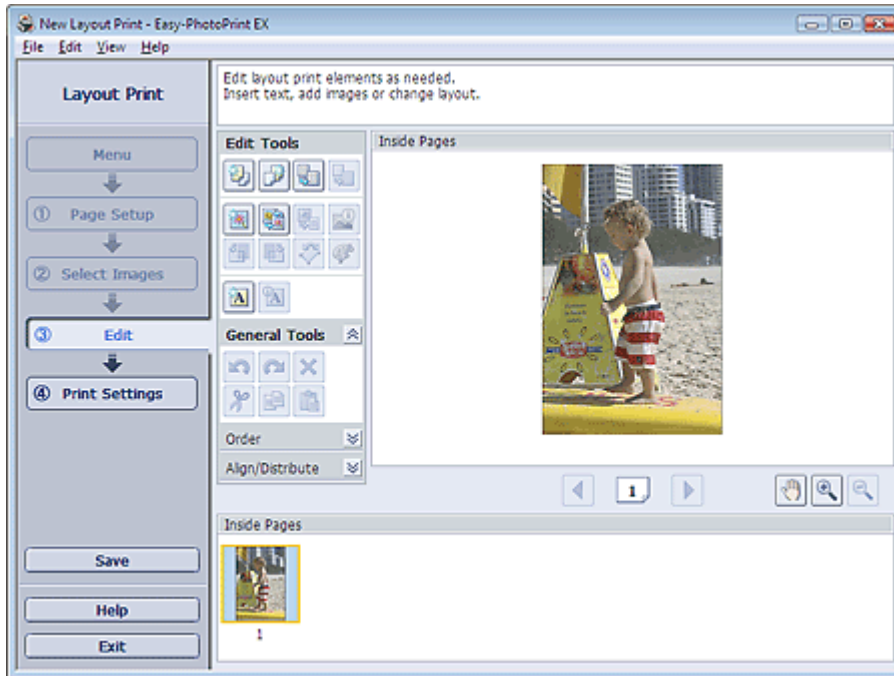 New Layout Print - Easy-PhotoPrint EX
File Edit View Help
Layout Print
Edit layout print elements as needed.
Insert text, add images or change layout.
Menu
① Page Setup
② Select Images
③ Edit
④ Print Settings
Save
Help
Exit
Edit Tools
A A
General Tools
Order
Align/Distribute
Inside Pages
1
Inside Pages
1